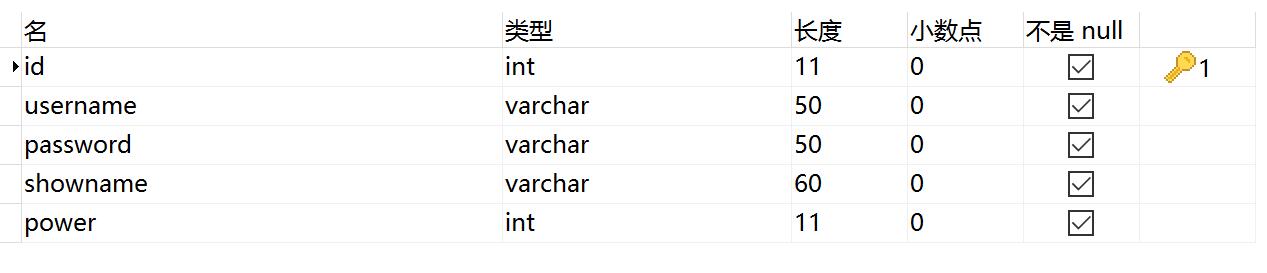 名 类型 长度 小数点 不是 null
id int 11 0 1
username varchar 50 0
password varchar 50 0
showname varchar 60 0
power int 11 0